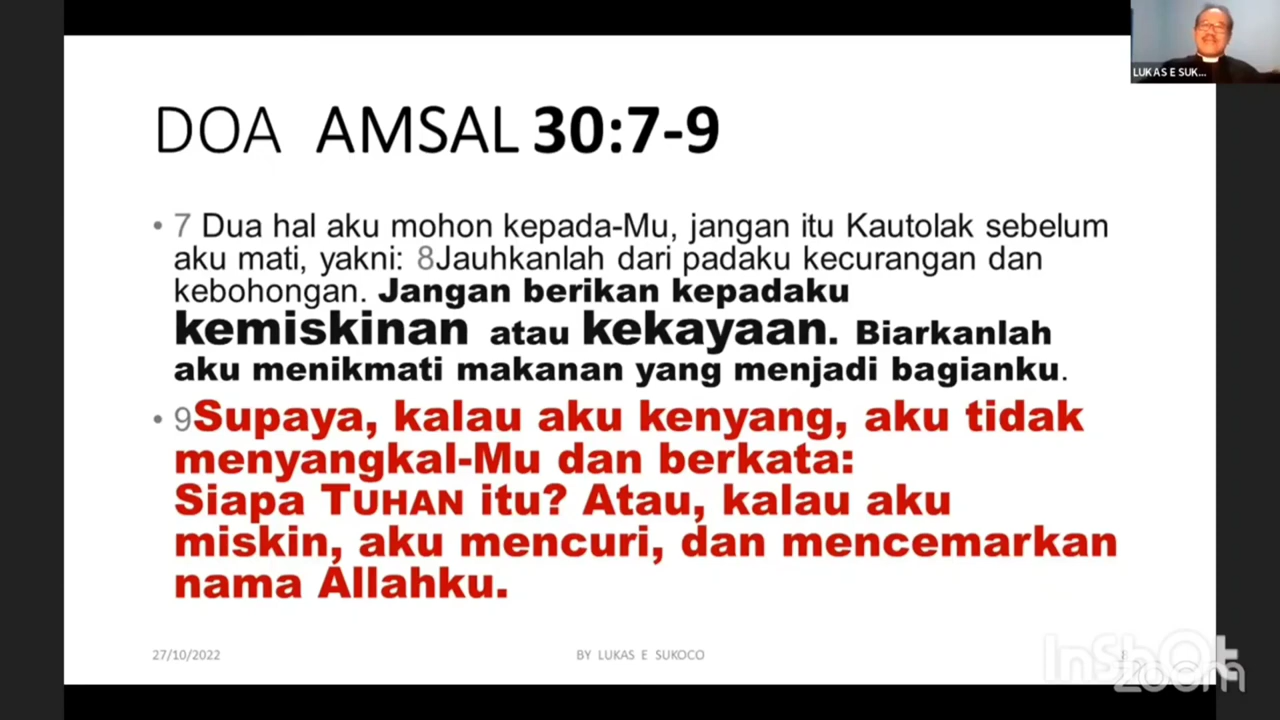 LUKAS E SUK...
DOA AMSAL 30:7-9
• 7 Dua hal aku mohon kepada-Mu, jangan itu Kautolak sebelum
aku mati, yakni: 8Jauhkanlah dari padaku kecurangan dan
kebohongan. Jangan berikan kepadaku
kemiskinan atau kekayaan. Biarkanlah
aku menikmati makanan yang menjadi bagianku.
• 9Supaya, kalau aku kenyang, aku tidak
menyangkal-Mu dan berkata:
Siapa TUHAN itu? Atau, kalau aku
miskin, aku mencuri, dan mencemarkan
nama Allahku.
27/10/2022
BY LUKAS E SUKOCO
InShOt
zoom